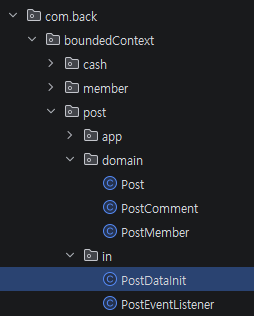 com.back
boundedContext
cash
member
post
app
domain
Post
PostComment
PostMember
in
PostDataInit
PostEventListener